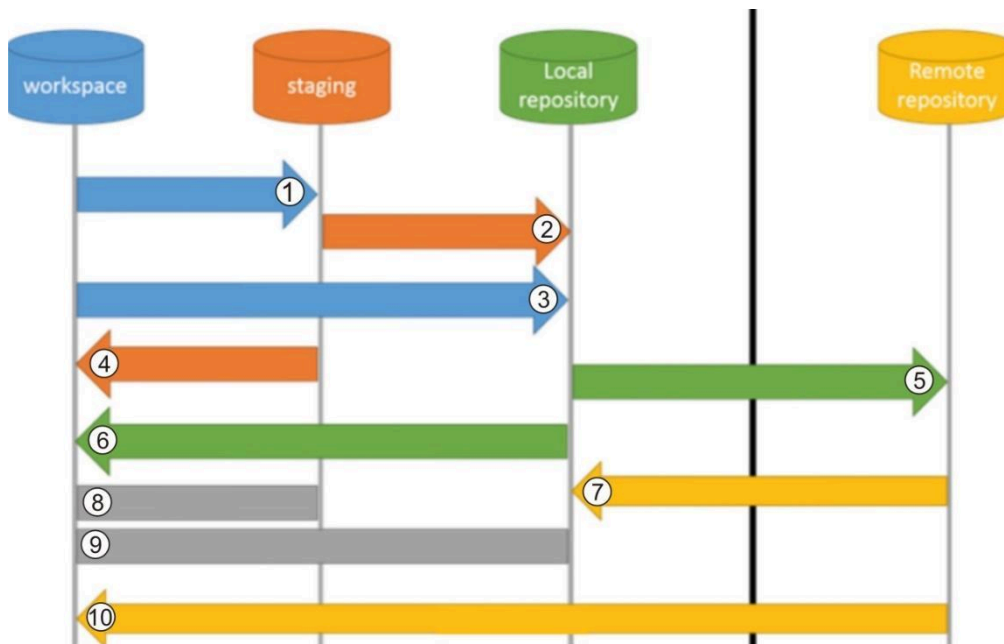 workspace
staging
Local
repository
Remote
repository
①
②
③
④
⑤
⑥
⑦
⑧
⑨
⑩